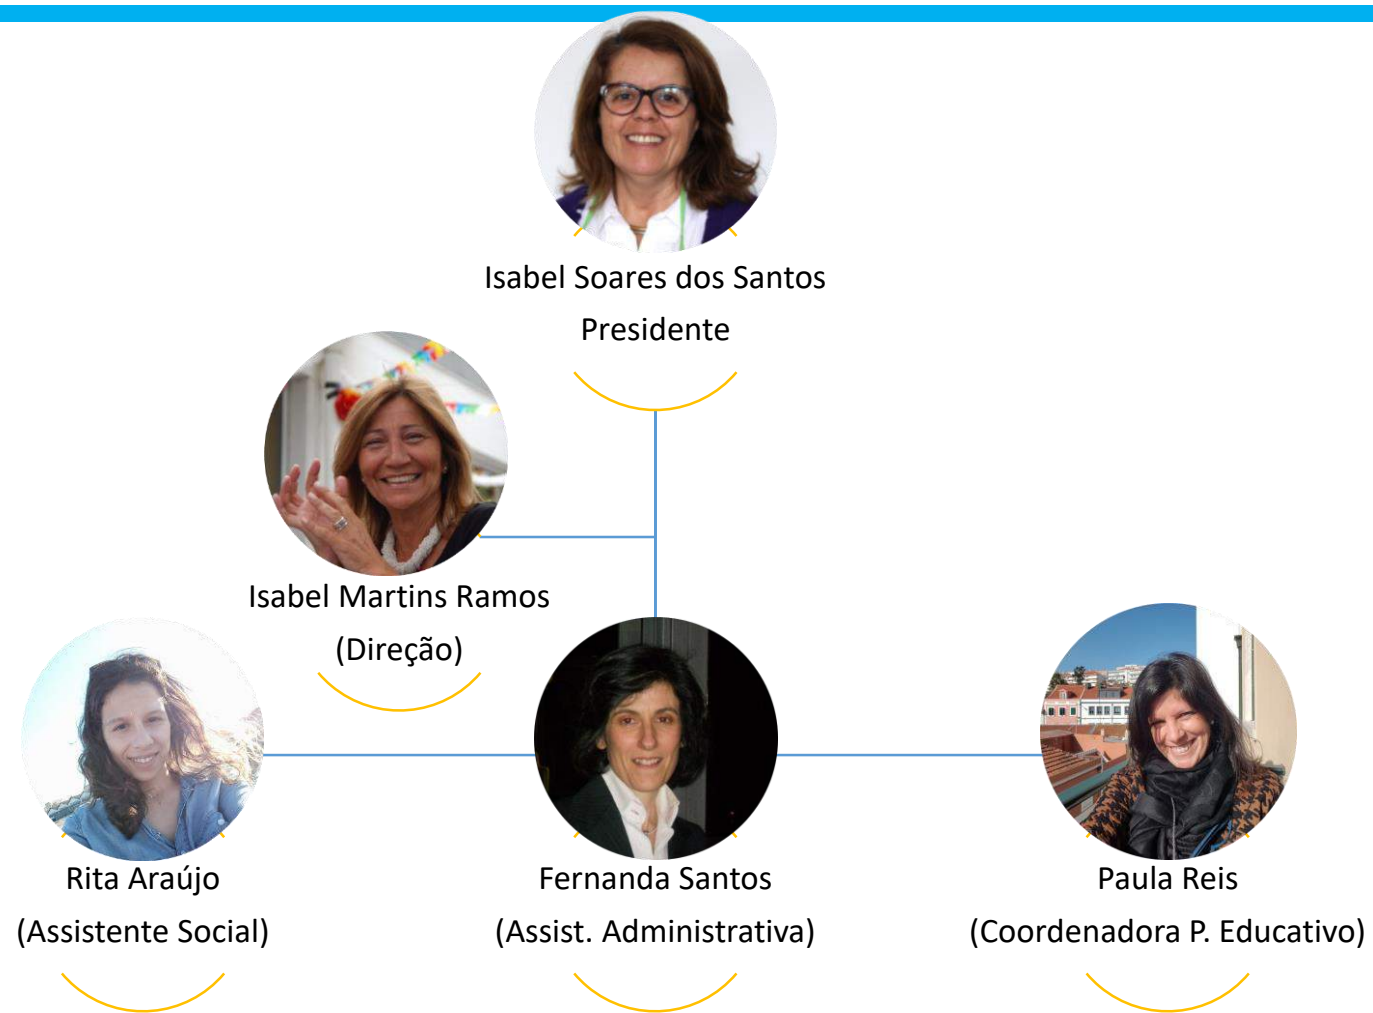 Isabel Soares dos Santos
Presidente
Isabel Martins Ramos
(Direção)
Rita Araújo
(Assistente Social)
Fernanda Santos
(Assist. Administrativa)
Paula Reis
(Coordenadora P. Educativo)